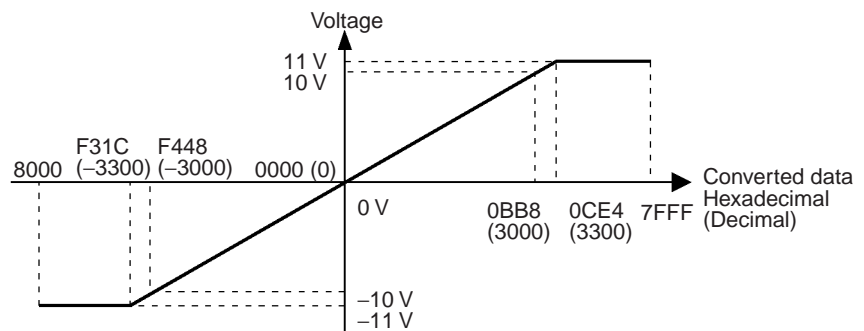 Voltage
11 V
10 V
F31C
(–3300)
F448
(–3000)
8000
0000 (0)
0 V
0BB8
(3000)
0CE4
(3300)
7FFF
Converted data
Hexadecimal
(Decimal)
–10 V
–11 V